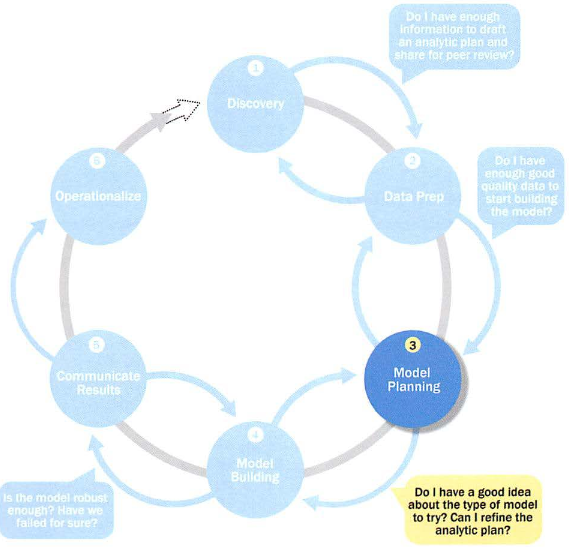 Do I have enough
information to draft
an analytic plan and
share for peer review?
1
Discovery
2
Data Prep
Do I have
enough good
quality data to
start building
the model?
3
Model
Planning
Do I have a good idea
about the type of model
to try? Can I refine the
analytic plan?
4
Model
Building
Is the model robust
enough? Have we
failed for sure?
5
Communicate
Results
6
Operationalize